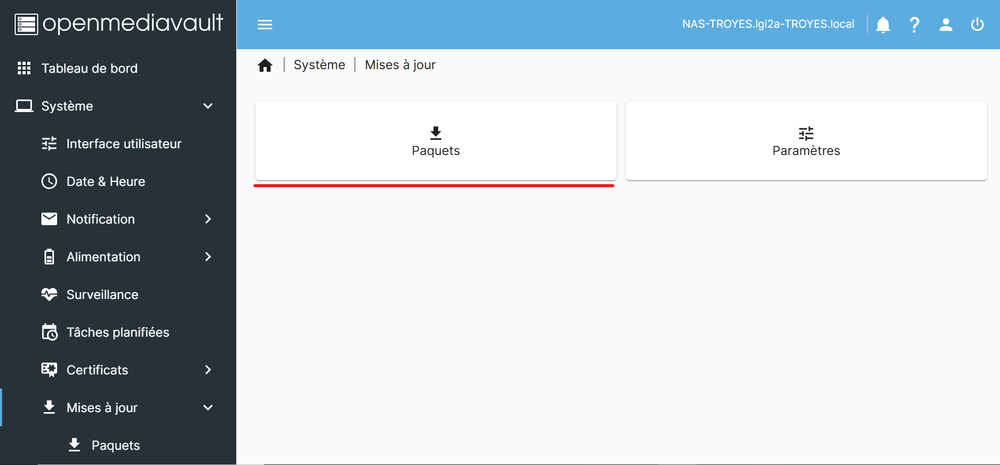 openmediavault
NAS-TROYES.lgi2a-TROYES.local
Tableau de bord
Système
Interface utilisateur
Date & Heure
Notification
Alimentation
Surveillance
Tâches planifiées
Certificats
Mises à jour
Paquets
Système
Mises à jour
Paquets
Paramètres